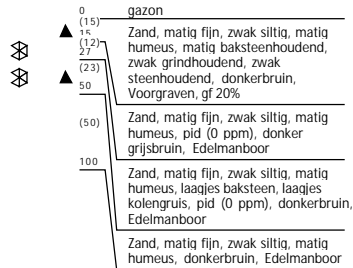 0
gazon
(15)
15
Zand, matig fijn, zwak siltig, matig
humeus, matig baksteenhoudend,
zwak grindhoudend, zwak
steenhoudend, donkerbruin,
Voorgraven, gf 20%
(12)
27
(23)
50
Zand, matig fijn, zwak siltig, matig
humeus, pid (0 ppm), donker
grijsbruin, Edelmanboor
(50)
100
Zand, matig fijn, zwak siltig, matig
humeus, laagjes baksteen, laagjes
kolengruis, pid (0 ppm), donkerbruin,
Edelmanboor
Zand, matig fijn, zwak siltig, matig
humeus, donkerbruin, Edelmanboor